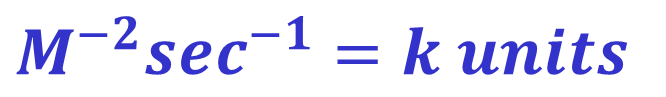 M⁻²sec⁻¹ = k units